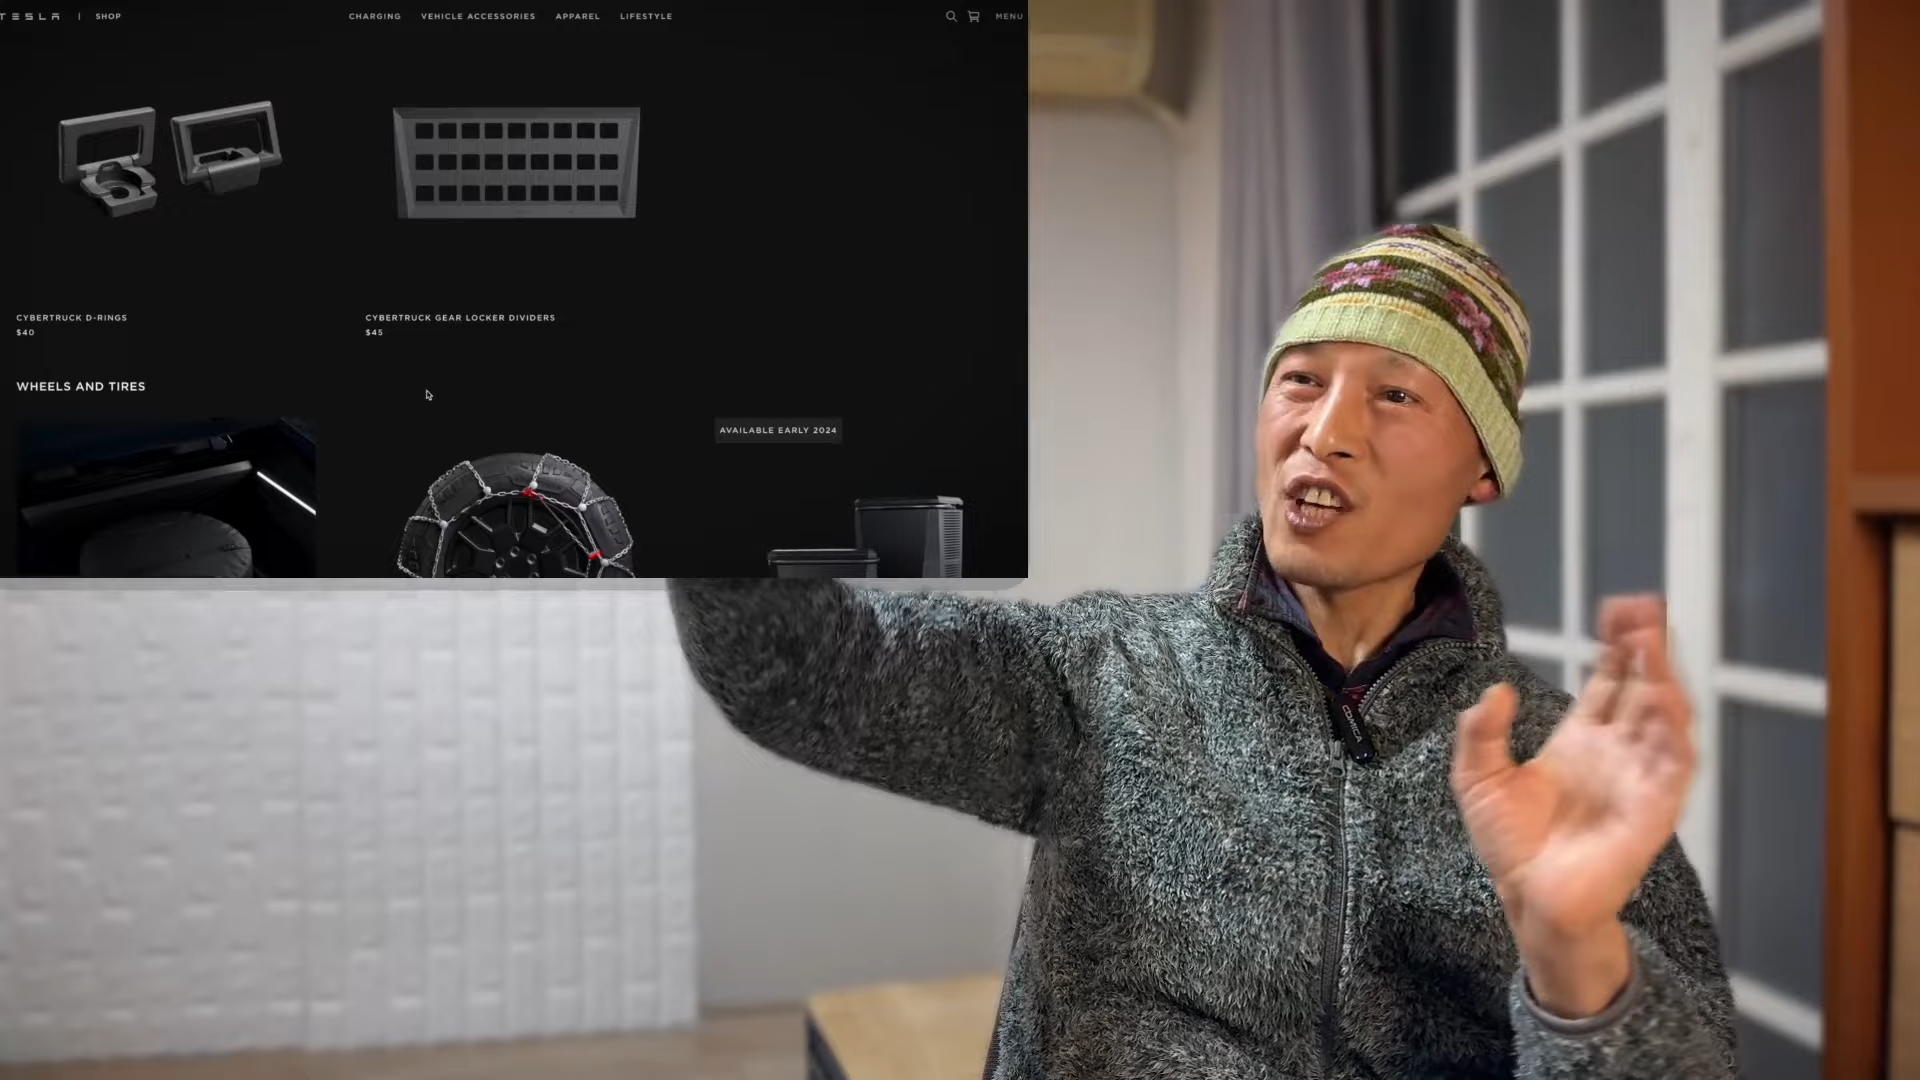 TESLA | SHOP
CHARGING VEHICLE ACCESSORIES APPAREL LIFESTYLE
MENU
CYBERTRUCK D-RINGS
$40
CYBERTRUCK GEAR LOCKER DIVIDERS
$45
WHEELS AND TIRES
AVAILABLE EARLY 2024
COMICA